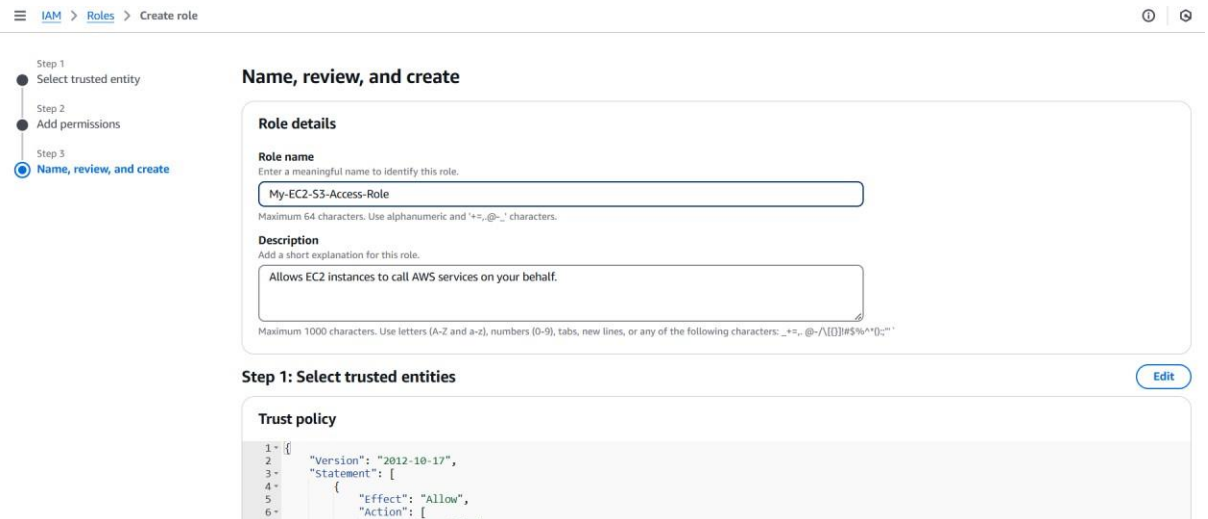 IAM > Roles > Create role
Step 1
Select trusted entity
Step 2
Add permissions
Step 3
Name, review, and create
Name, review, and create
Role details
Role name
Enter a meaningful name to identify this role.
My-EC2-S3-Access-Role
Maximum 64 characters. Use alphanumeric and '+=,.@-_' characters.
Description
Add a short explanation for this role.
Allows EC2 instances to call AWS services on your behalf.
Maximum 1000 characters. Use letters (A-Z and a-z), numbers (0-9), tabs, new lines, or any of the following characters: _+=,. @-/\[{}]!#$%^*();:"'`
Step 1: Select trusted entities
Edit
Trust policy
1 {
2 "Version": "2012-10-17",
3 "Statement": [
4 {
5 "Effect": "Allow",
6 "Action": [